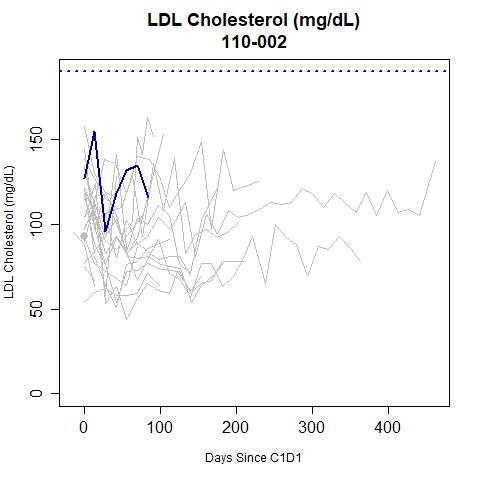 LDL Cholesterol (mg/dL)
110-002
LDL Cholesterol (mg/dL)
150
100
50
0
0 100 200 300 400
Days Since C1D1